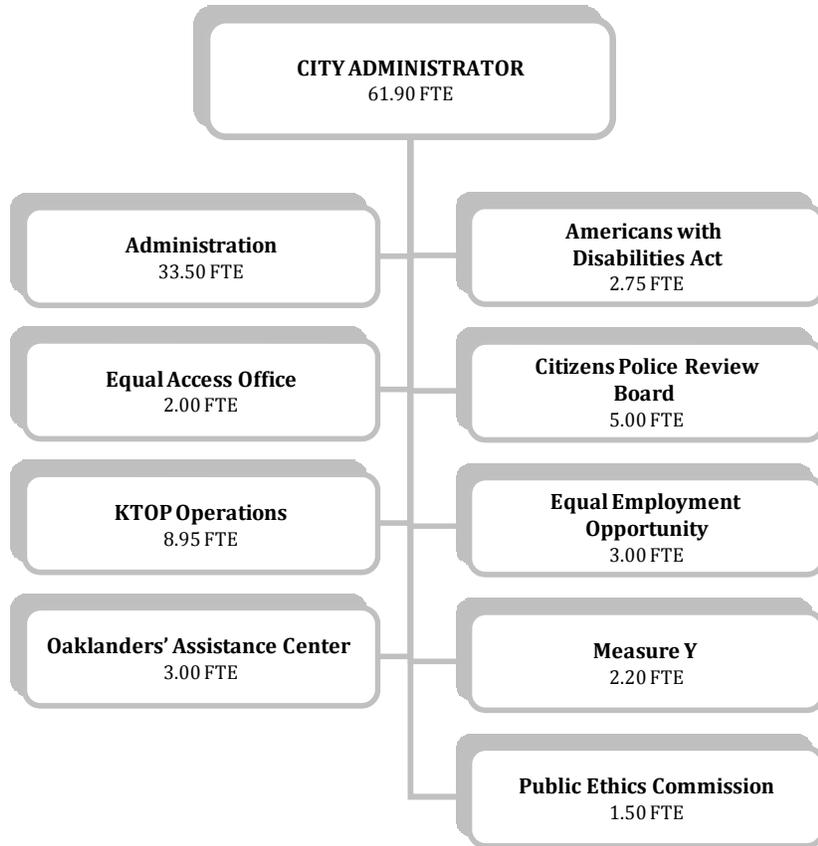 CITY ADMINISTRATOR
61.90 FTE
Administration
33.50 FTE
Americans with
Disabilities Act
2.75 FTE
Equal Access Office
2.00 FTE
Citizens Police Review
Board
5.00 FTE
KTOP Operations
8.95 FTE
Equal Employment
Opportunity
3.00 FTE
Oaklanders’ Assistance Center
3.00 FTE
Measure Y
2.20 FTE
Public Ethics Commission
1.50 FTE